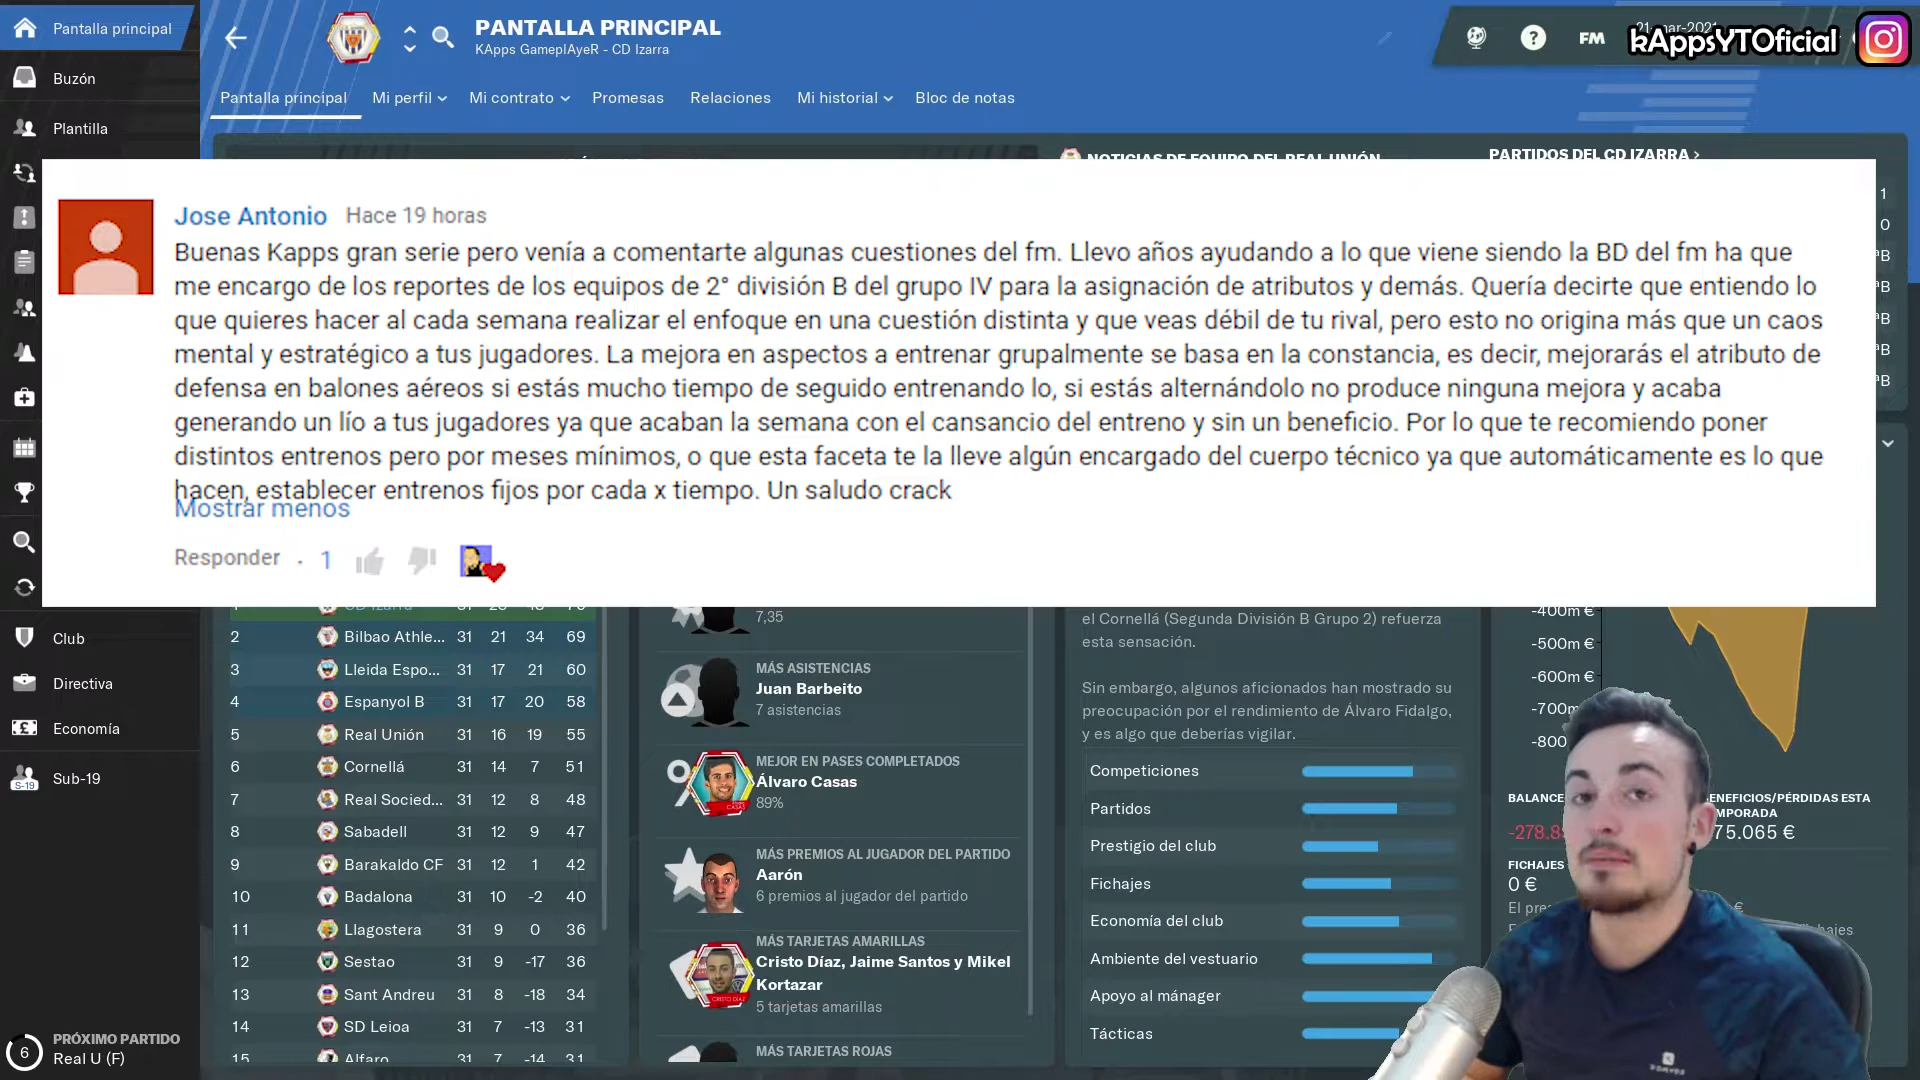 Pantalla principal
Buzón
Plantilla
Club
Directiva
Economía
S-19
Sub-19
6
PRÓXIMO PARTIDO
Real U (F)
PANTALLA PRINCIPAL
KApps GameplAyeR - CD Izarra
FM
kAppsYTOficial
Pantalla principal
Mi perfil
Mi contrato
Promesas
Relaciones
Mi historial
Bloc de notas
NOTICIAS DE EQUIPO DEL REAL UNIÓN
PARTIDOS DEL CD IZARRA >
Jose Antonio Hace 19 horas
Buenas Kapps gran serie pero venía a comentarte algunas cuestiones del fm. Llevo años ayudando a lo que viene siendo la BD del fm ha que
me encargo de los reportes de los equipos de 2° división B del grupo IV para la asignación de atributos y demás. Quería decirte que entiendo lo
que quieres hacer al cada semana realizar el enfoque en una cuestión distinta y que veas débil de tu rival, pero esto no origina más que un caos
mental y estratégico a tus jugadores. La mejora en aspectos a entrenar grupalmente se basa en la constancia, es decir, mejorarás el atributo de
defensa en balones aéreos si estás mucho tiempo de seguido entrenando lo, si estás alternándolo no produce ninguna mejora y acaba
generando un lío a tus jugadores ya que acaban la semana con el cansancio del entreno y sin un beneficio. Por lo que te recomiendo poner
distintos entrenos pero por meses mínimos, o que esta faceta te la lleve algún encargado del cuerpo técnico ya que automáticamente es lo que
hacen, establecer entrenos fijos por cada x tiempo. Un saludo crack
Mostrar menos
Responder · 1
2 Bilbao Athle... 31 21 34 69
3 Lleida Espo... 31 17 21 60
4 Espanyol B 31 17 20 58
5 Real Unión 31 16 19 55
6 Cornellá 31 14 7 51
7 Real Socied... 31 12 8 48
8 Sabadell 31 12 9 47
9 Barakaldo CF 31 12 1 42
10 Badalona 31 10 -2 40
11 Llagostera 31 9 0 36
12 Sestao 31 9 -17 36
13 Sant Andreu 31 8 -18 34
14 SD Leioa 31 7 -13 31
15 Alfaro 31 7 -14 31
7,35
MÁS ASISTENCIAS
Juan Barbeito
7 asistencias
MEJOR EN PASES COMPLETADOS
Álvaro Casas
89%
MÁS PREMIOS AL JUGADOR DEL PARTIDO
Aarón
6 premios al jugador del partido
MÁS TARJETAS AMARILLAS
Cristo Díaz, Jaime Santos y Mikel
Kortazar
5 tarjetas amarillas
MÁS TARJETAS ROJAS
el Cornellá (Segunda División B Grupo 2) refuerza
esta sensación.
Sin embargo, algunos aficionados han mostrado su
preocupación por el rendimiento de Álvaro Fidalgo,
y es algo que deberías vigilar.
Competiciones
Partidos
Prestigio del club
Fichajes
Economía del club
Ambiente del vestuario
Apoyo al mánager
Tácticas
-400m €
-500m €
-600m €
-700m
-800
BALANCE
FICHAJES
0 €
75.065 €